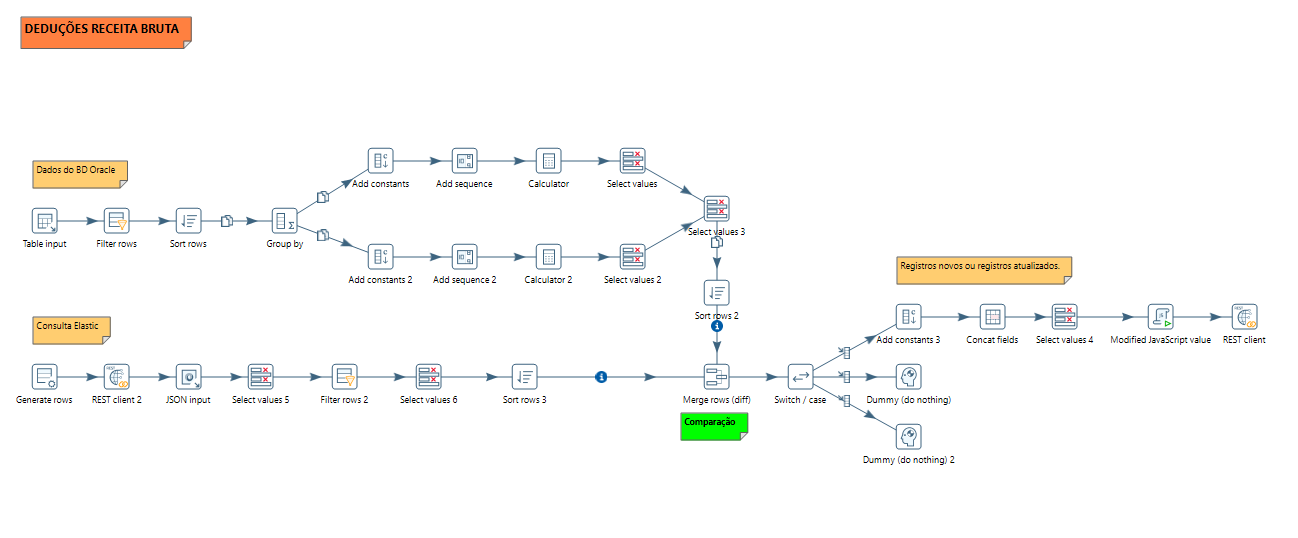 DEDUÇÕES RECEITA BRUTA
Dados do BD Oracle
Table input
Filter rows
Sort rows
Group by
Add constants
Add sequence
Calculator
Select values
Add constants 2
Add sequence 2
Calculator 2
Select values 2
Select values 3
Sort rows 2
Consulta Elastic
Generate rows
REST client 2
JSON input
Select values 5
Filter rows 2
Select values 6
Sort rows 3
Merge rows (diff)
Comparação
Switch / case
Registros novos ou registros atualizados.
Add constants 3
Concat fields
Select values 4
Modified JavaScript value
REST client
Dummy (do nothing)
Dummy (do nothing) 2